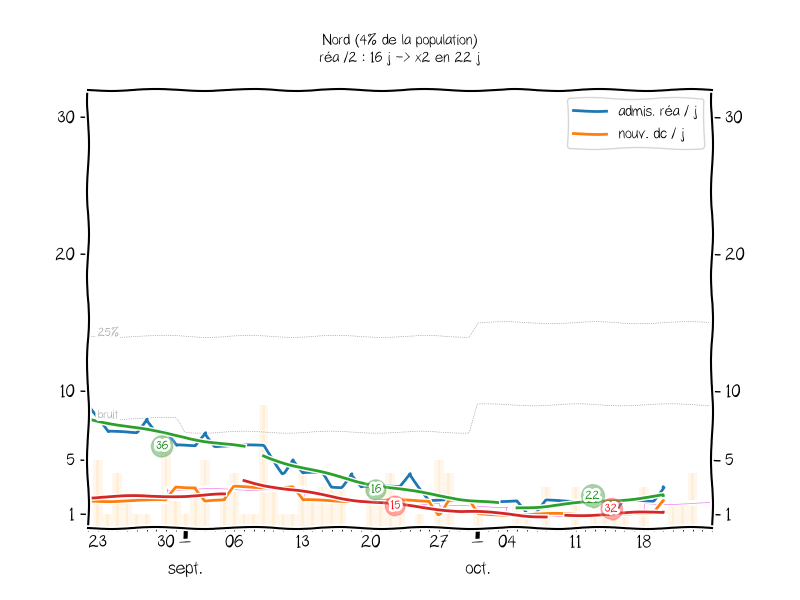 Nord (4% de la population)
réa /2 : 16 j -> x2 en 22 j
admis. réa / j
nouv. dc / j
30
30
20
20
25%
10
10
bruit
5
5
36
16
15
22
32
1
1
23 30 06 13 20 27 04 11 18
sept. oct.